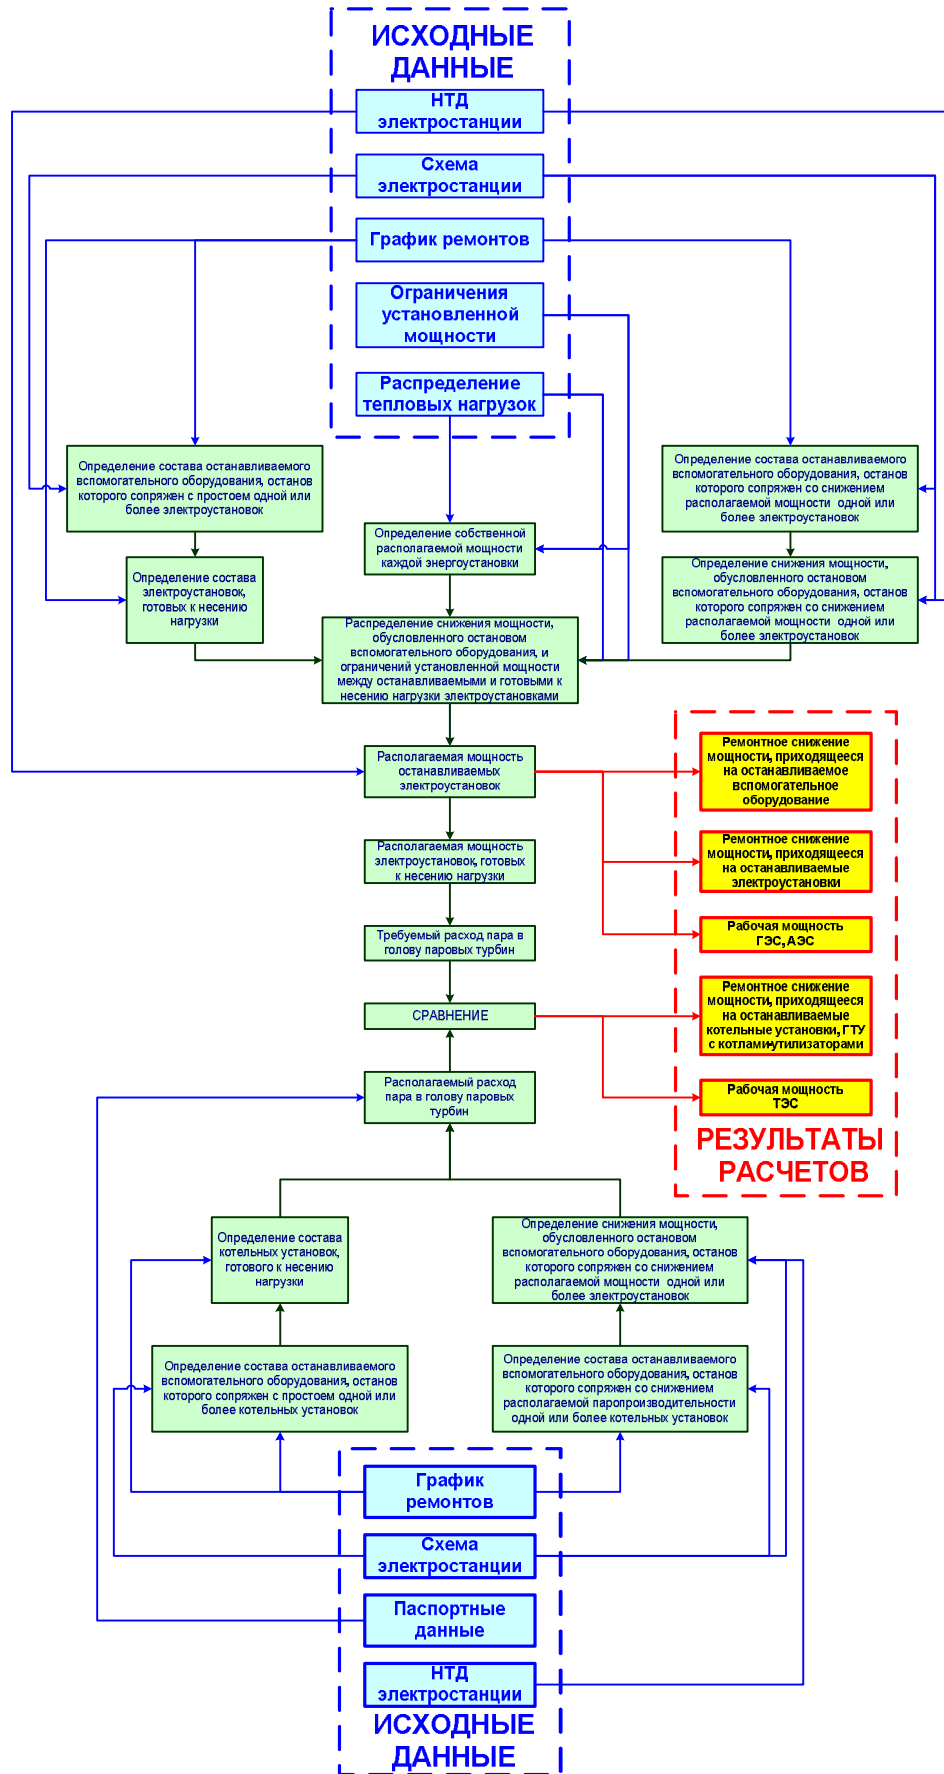 ИСХОДНЫЕ
ДАННЫЕ
НТД
электростанции
Схема
электростанции
График ремонтов
Ограничения
установленной
мощности
Распределение
тепловых нагрузок
Определение состава останавливаемого
вспомогательного оборудования, останов
которого сопряжен с простоем одной или
более электроустановок
Определение состава останавливаемого
вспомогательного оборудования, останов
которого сопряжен со снижением
располагаемой мощности одной или
более электроустановок
Определение собственной
располагаемой мощности
каждой энергоустановки
Определение состава
электроустановок,
готовых к несению
нагрузки
Определение снижения мощности,
обусловленного остановом
вспомогательного оборудования, останов
которого сопряжен со снижением
располагаемой мощности одной или
более электроустановок
Распределение снижения мощности,
обусловленного остановом
вспомогательного оборудования, и
ограничений установленной мощности
между останавливаемыми и готовыми к
несению нагрузки электроустановками
Располагаемая мощность
останавливаемых
электроустановок
Ремонтное снижение
мощности, приходящееся
на останавливаемое
вспомогательное
оборудование
Располагаемая мощность
электроустановок, готовых
к несению нагрузки
Ремонтное снижение
мощности, приходящееся
на останавливаемые
электроустановки
Требуемый расход пара в
голову паровых турбин
Рабочая мощность
ГЭС, АЭС
СРАВНЕНИЕ
Ремонтное снижение
мощности, приходящееся
на останавливаемые
котельные установки, ГТУ
с котлами-утилизаторами
Располагаемый расход
пара в голову паровых
турбин
Рабочая мощность
ТЭС
РЕЗУЛЬТАТЫ
РАСЧЕТОВ
Определение состава
котельных установок,
готового к несению
нагрузки
Определение снижения мощности,
обусловленного остановом
вспомогательного оборудования, останов
которого сопряжен со снижением
располагаемой мощности одной или
более электроустановок
Определение состава останавливаемого
вспомогательного оборудования, останов
которого сопряжен с простоем одной или
более котельных установок
Определение состава останавливаемого
вспомогательного оборудования, останов
которого сопряжен со снижением
располагаемой паропроизводительности
одной или более котельных установок
График
ремонтов
Схема
электростанции
Паспортные
данные
НТД
электростанции
ИСХОДНЫЕ
ДАННЫЕ